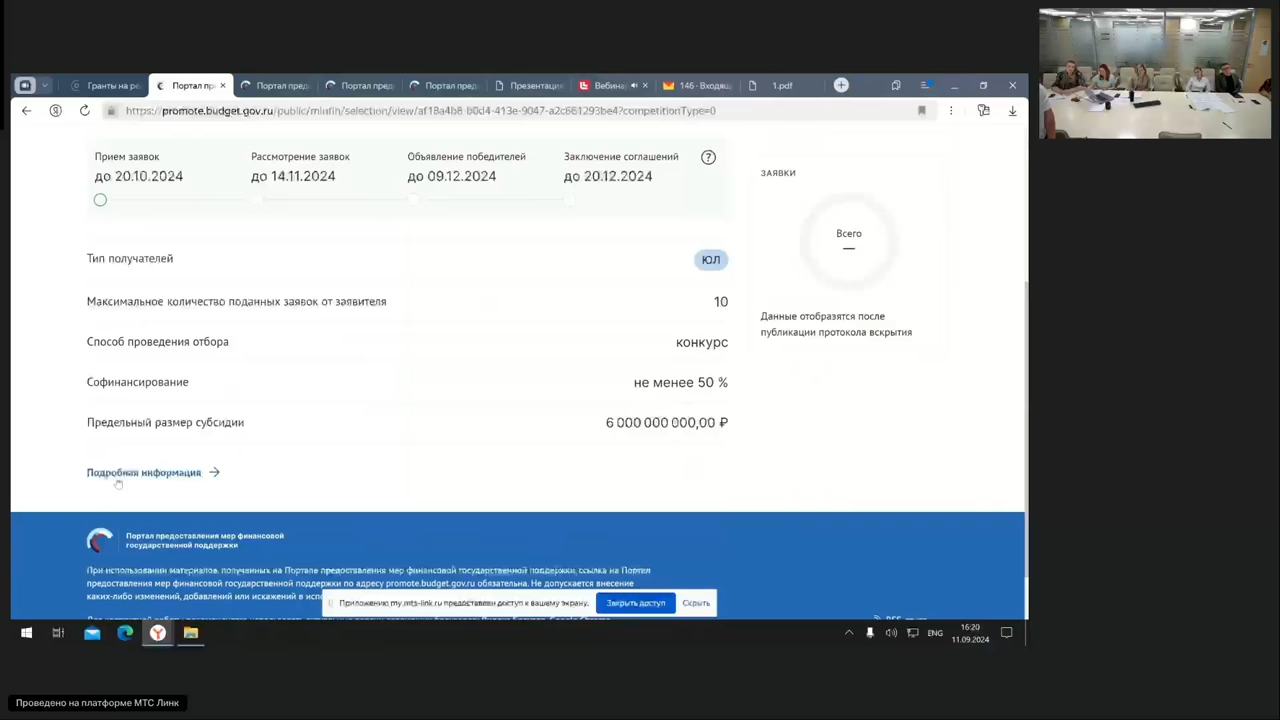 Гранты на ре
Портал пр
Портал пред
Портал пред
Портал пред
Презентаци
Вебина
146 · Входящ
1.pdf
https://promote.budget.gov.ru/public/minfin/selection/view/af18a4b8-b0d4-413e-9047-a2c661293be4?competitionType=0
Прием заявок
до 20.10.2024
Рассмотрение заявок
до 14.11.2024
Объявление победителей
до 09.12.2024
Заключение соглашений
до 20.12.2024
?
ЗАЯВКИ
Всего
—
Данные отобразятся после
публикации протокола вскрытия
Тип получателей
ЮЛ
Максимальное количество поданных заявок от заявителя
10
Способ проведения отбора
конкурс
Софинансирование
не менее 50 %
Предельный размер субсидии
6 000 000 000,00 ₽
Подробная информация
Портал предоставления мер финансовой
государственной поддержки
При использовании материалов, полученных на Портале предоставления мер финансовой государственной поддержки, ссылка на Портал
предоставления мер финансовой государственной поддержки по адресу promote.budget.gov.ru обязательна. Не допускается внесение
каких-либо изменений, добавлений или искажений в
Приложению my.mts-link.ru предоставлен доступ к вашему экрану.
Закрыть доступ
Скрыть
ENG
16:20
11.09.2024
Проведено на платформе МТС Линк